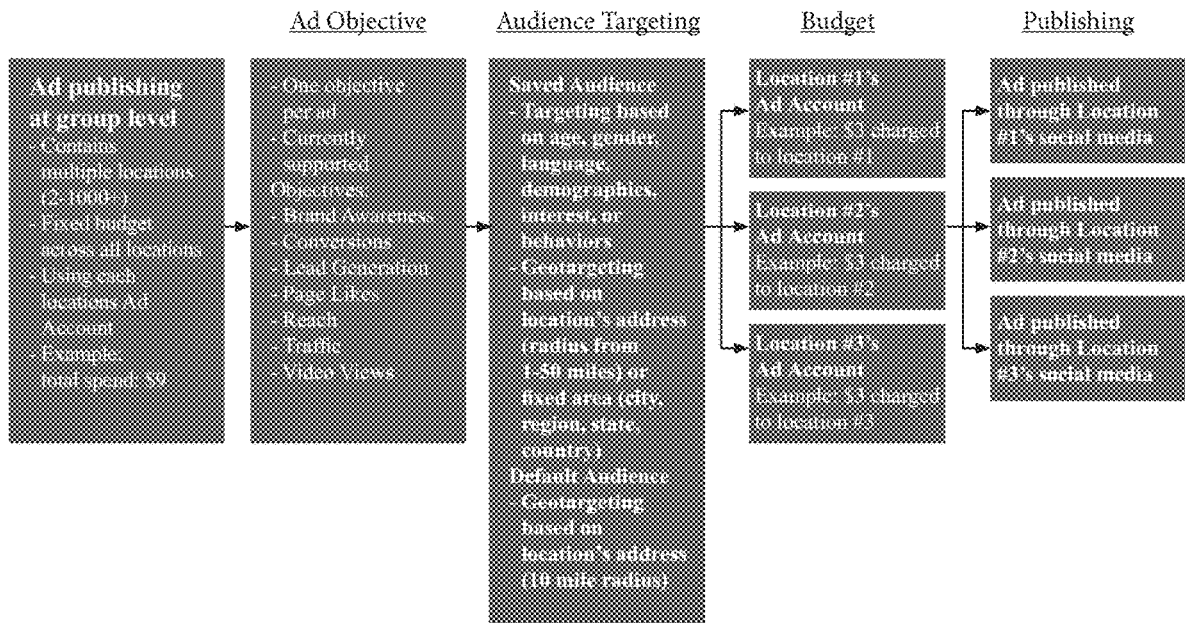 Ad Objective
Audience Targeting
Budget
Publishing
Ad publishing
at group level
- Contains
multiple locations
(2-1000+)
- Fixed budget
across all locations
- Using each
locations Ad
Account
Example:
total spend: $9
- One objective
period
- Currently
supported
Objectives:
- Brand Awareness
- Conversions
- Lead Generation
- Page Likes
- Reach
- Traffic
- Video Views
Saved Audience
- Targeting based
on age, gender,
language,
demographics,
interest, or
behaviors
- Geotargeting
based on
location's address
(radius from
1-50 miles) or
fixed area (city,
region, state,
country)
Default Audience
- Geotargeting
based on
location's address
(10 mile radius)
Location #1's
Ad Account
Example: $3 charged
to location #1
Location #2's
Ad Account
Example: $3 charged
to location #2
Location #3's
Ad Account
Example: $3 charged
to location #3
Ad published
through Location
#1's social media
Ad published
through Location
#2's social media
Ad published
through Location
#3's social media